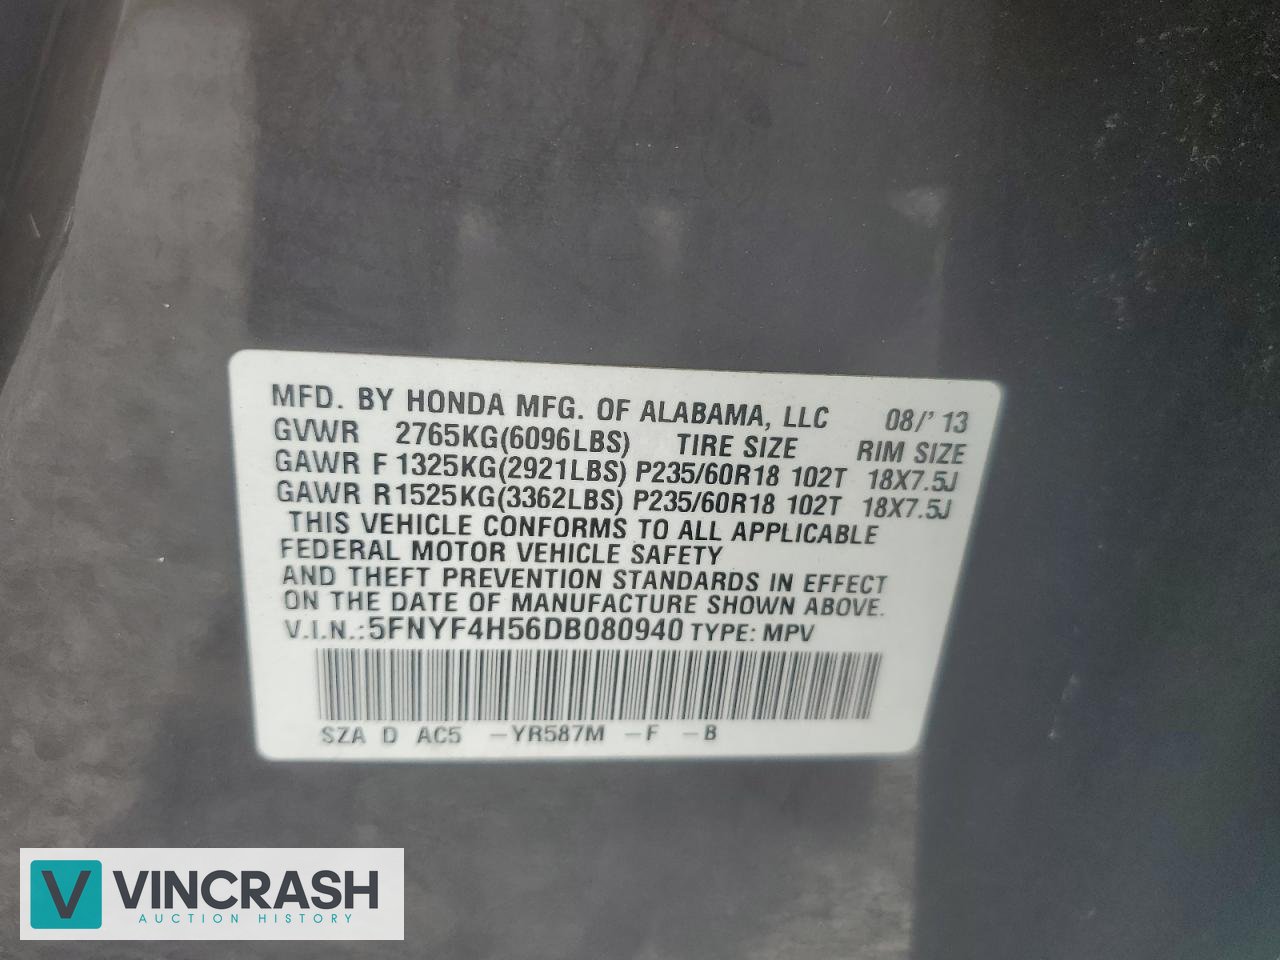 MFD. BY HONDA MFG. OF ALABAMA, LLC 08/' 13
GVWR 2765KG(6096LBS) TIRE SIZE RIM SIZE
GAWR F 1325KG(2921LBS) P235/60R18 102T 18X7.5J
GAWR R1525KG(3362LBS) P235/60R18 102T 18X7.5J
THIS VEHICLE CONFORMS TO ALL APPLICABLE
FEDERAL MOTOR VEHICLE SAFETY
AND THEFT PREVENTION STANDARDS IN EFFECT
ON THE DATE OF MANUFACTURE SHOWN ABOVE.
V.I.N.:5FNYF4H56DB080940 TYPE: MPV
SZA D AC5 -YR587M -F -B
V VINCRASH
AUCTION HISTORY